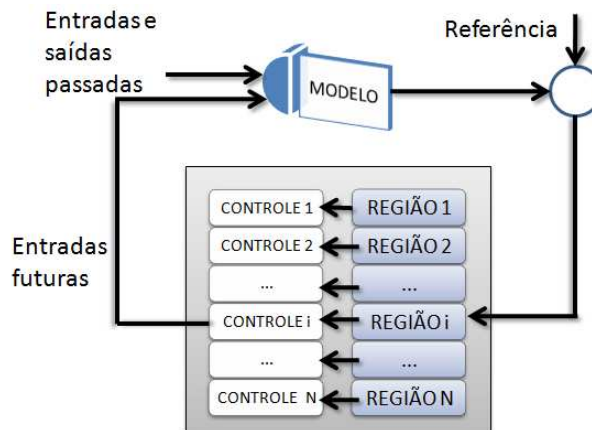 Entradas e
saídas
passadas
Referência
MODELO
CONTROLE 1
REGIÃO 1
CONTROLE 2
REGIÃO 2
...
...
Entradas
futuras
CONTROLE i
REGIÃO i
...
...
CONTROLE N
REGIÃO N